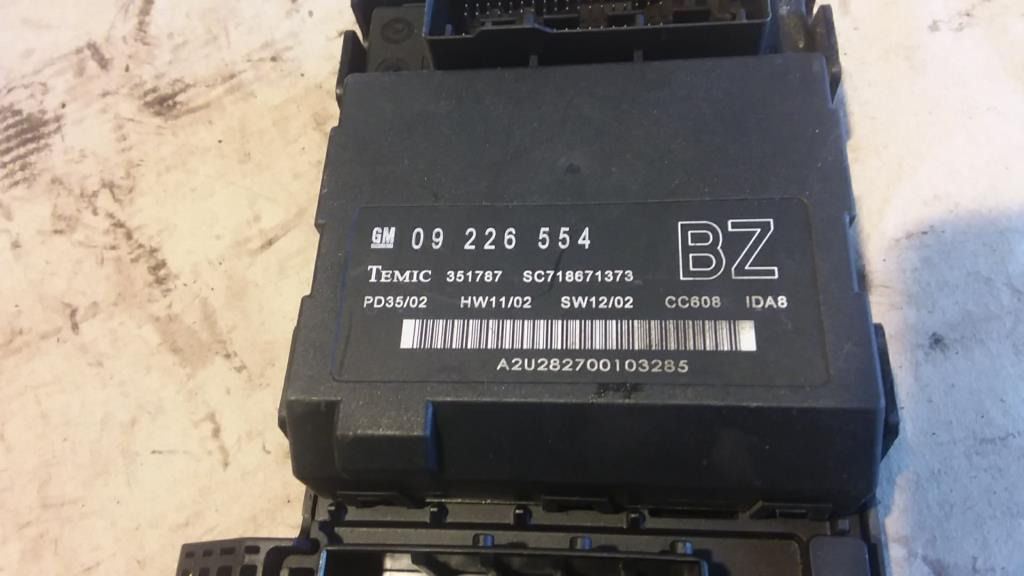 GM 09 226 554 BZ
TEMIC 351787 SC718671373
PD35/02 HW11/02 SW12/02 CC608 IDA8
A2U282700103285